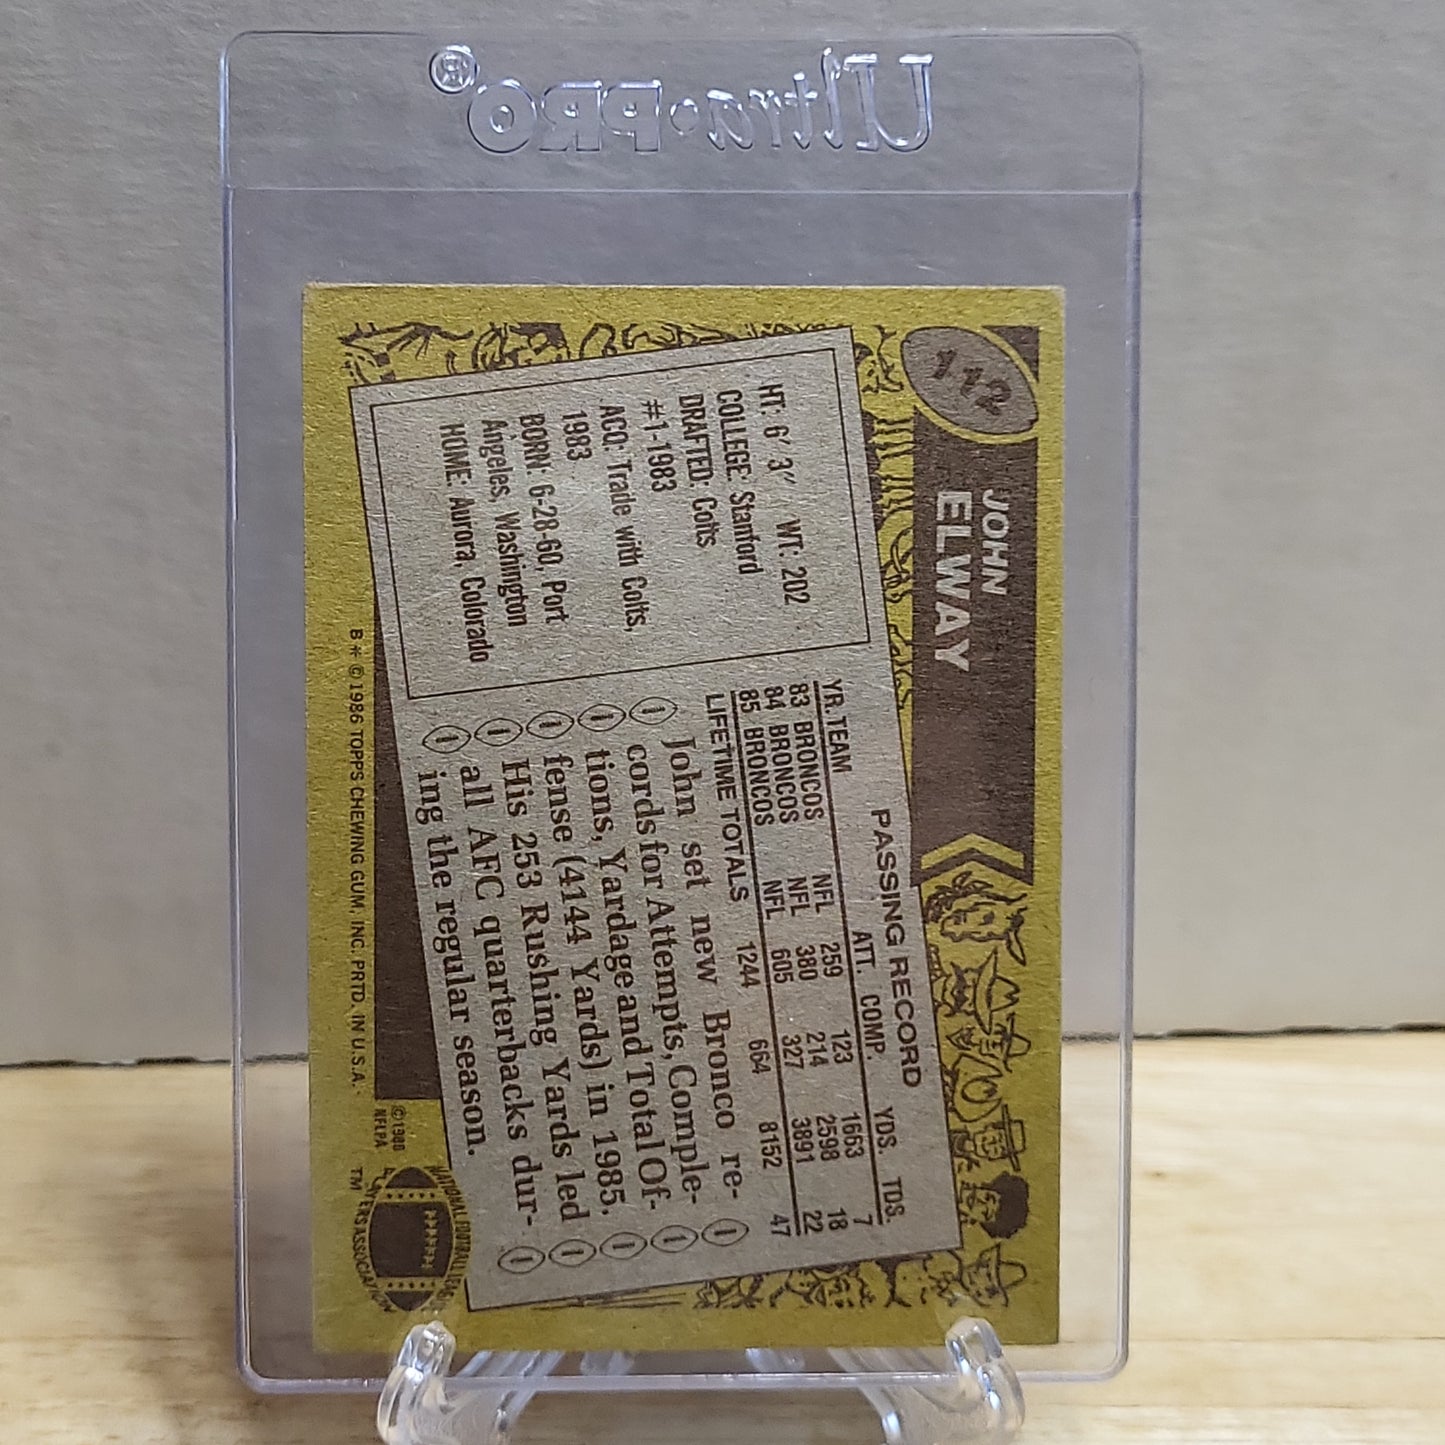 Ultra•PRO®
112
JOHN
ELWAY
HT: 6' 3" WT: 202
COLLEGE: Stanford
DRAFTED: Colts
#1-1983
ACQ: Trade with Colts,
1983
BORN: 6-28-60, Port
Angeles, Washington
HOME: Aurora, Colorado
PASSING RECORD
YR. TEAM ATT. COMP. YDS. TDS.
83 BRONCOS NFL 259 123 1663 7
84 BRONCOS NFL 380 214 2598 18
85 BRONCOS NFL 605 327 3891 22
LIFETIME TOTALS 1244 664 8152 47
John set new Bronco re-
cords for Attempts, Comple-
tions, Yardage and Total Of-
fense (4144 Yards) in 1985.
His 253 Rushing Yards led
all AFC quarterbacks dur-
ing the regular season.
B * © 1986 TOPPS CHEWING GUM, INC. PRTD. IN U.S.A.
©1986
NFLPA
NATIONAL FOOTBALL LEAGUE
PLAYERS ASSOCIATION
TM